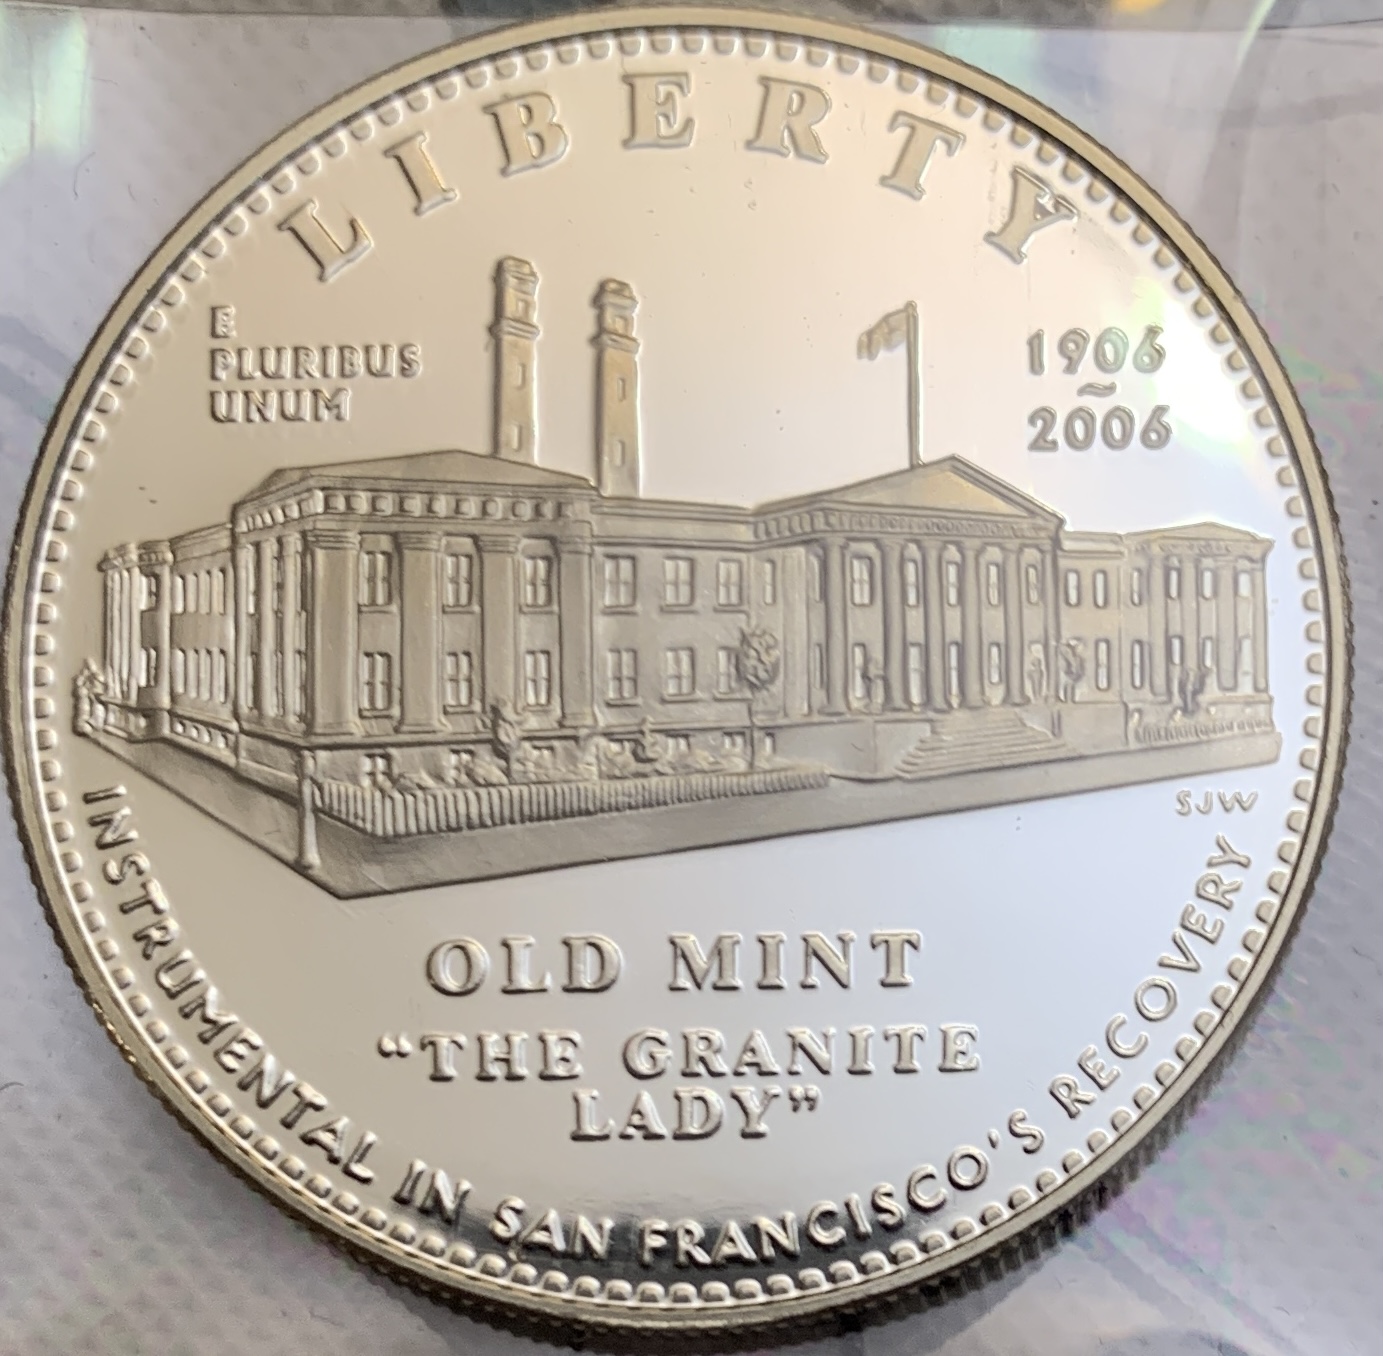 LIBERTY
E
PLURIBUS
UNUM
1906
~
2006
SJW
OLD MINT
“THE GRANITE
LADY”
INSTRUMENTAL IN SAN FRANCISCO'S RECOVERY